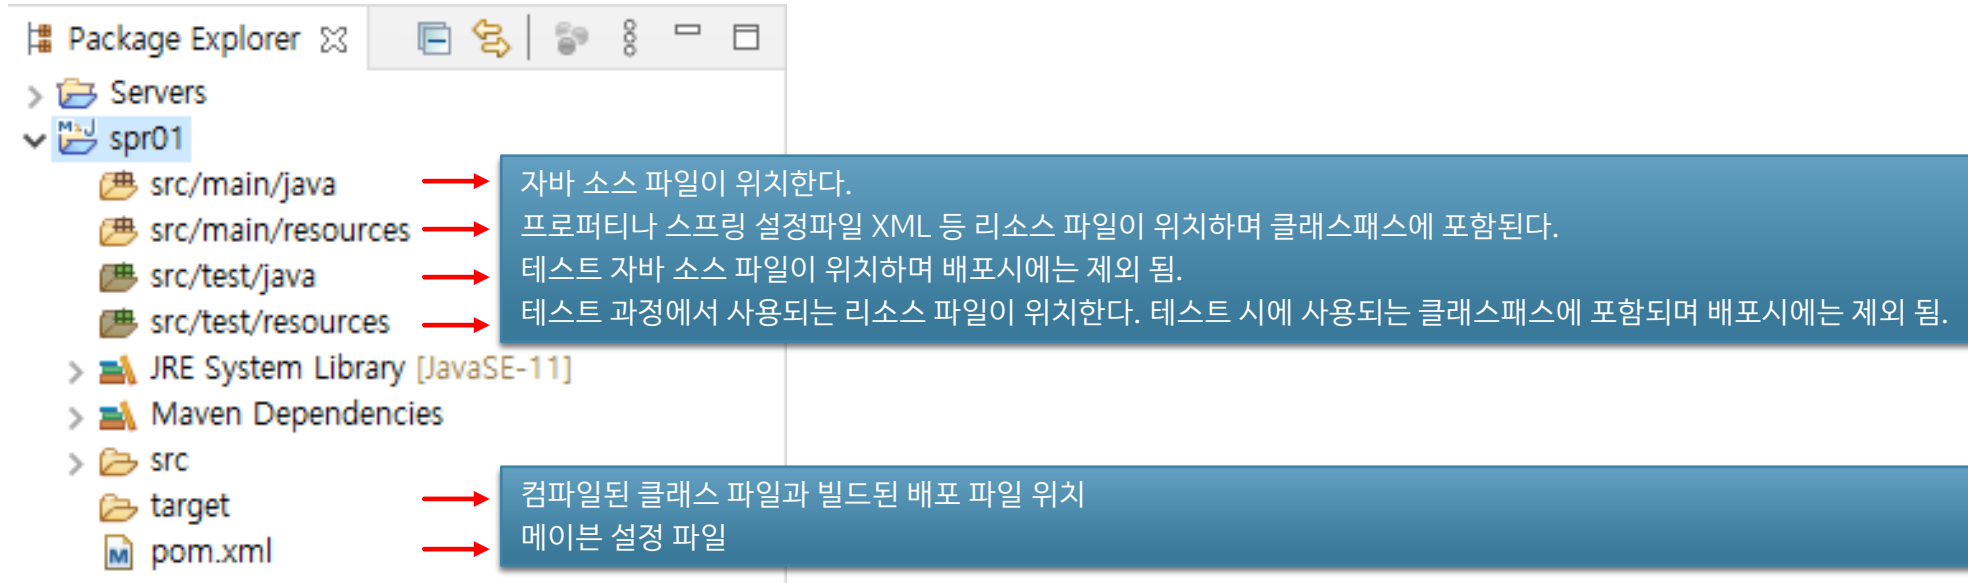 Package Explorer
Servers
spr01
src/main/java
자바 소스 파일이 위치한다.
src/main/resources
프로퍼티나 스프링 설정파일 XML 등 리소스 파일이 위치하며 클래스패스에 포함된다.
src/test/java
테스트 자바 소스 파일이 위치하며 배포시에는 제외 됨.
src/test/resources
테스트 과정에서 사용되는 리소스 파일이 위치한다. 테스트 시에 사용되는 클래스패스에 포함되며 배포시에는 제외 됨.
JRE System Library [JavaSE-11]
Maven Dependencies
src
target
컴파일된 클래스 파일과 빌드된 배포 파일 위치
pom.xml
메이븐 설정 파일